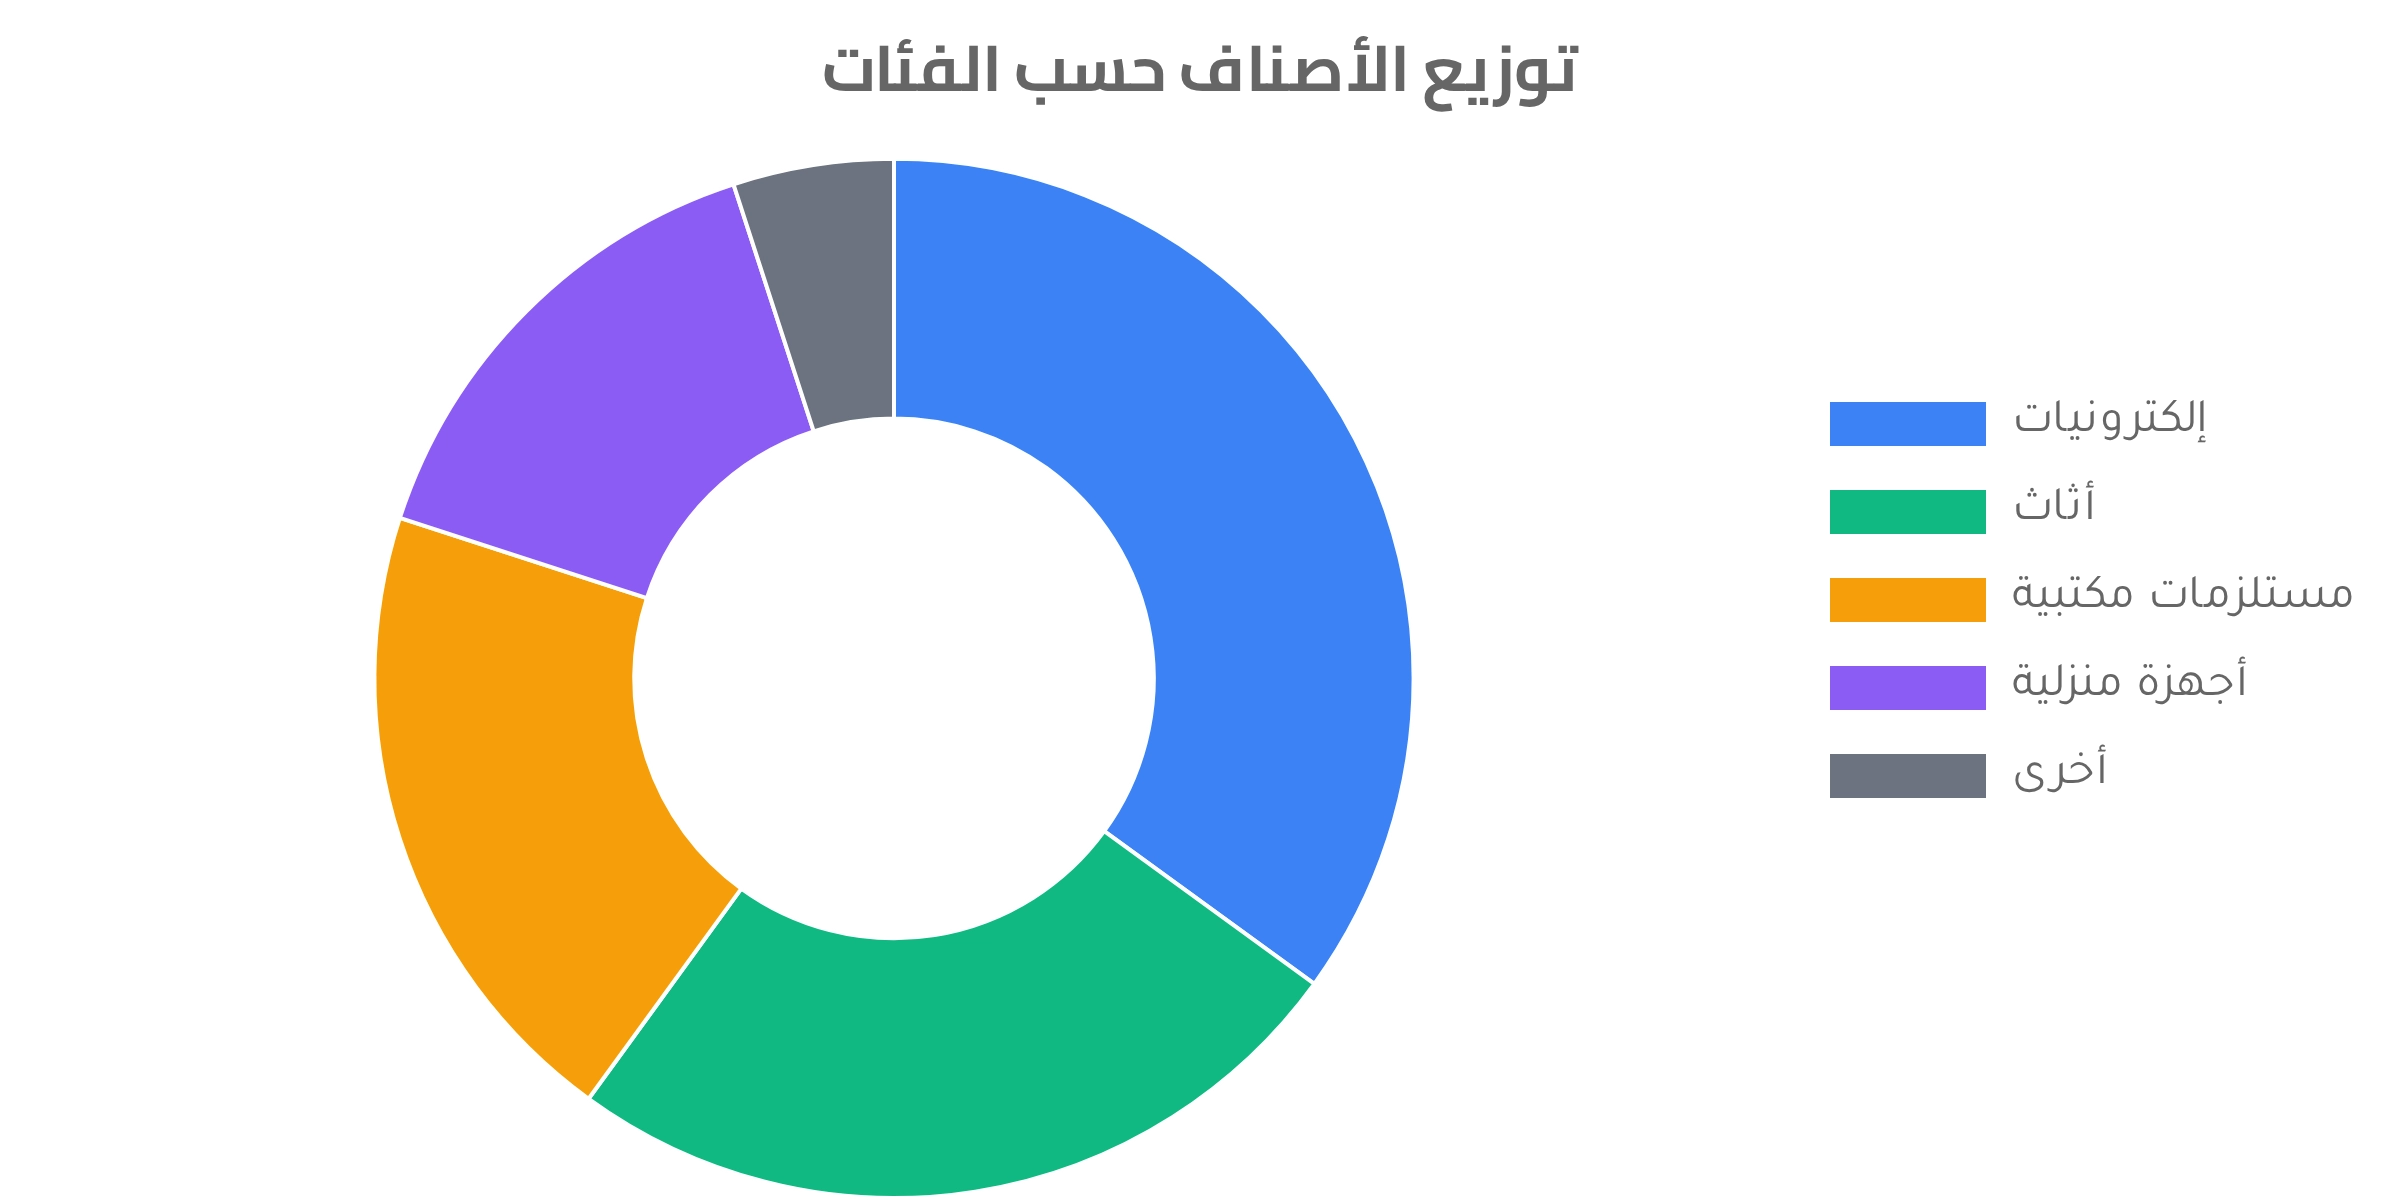 توزيع الأصناف حسب الفئات
إلكترونيات
أثاث
مستلزمات مكتبية
أجهزة منزلية
أخرى